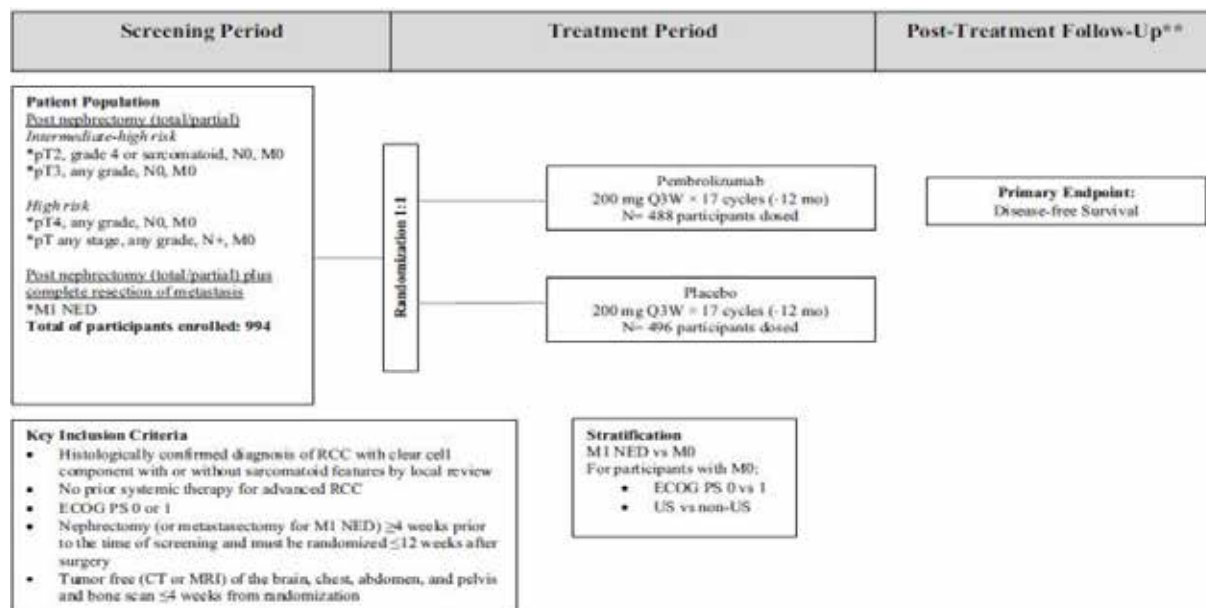 Screening Period
Treatment Period
Post-Treatment Follow-Up**
Patient Population
Post nephrectomy (total/partial)
Intermediate-high risk
*pT2, grade 4 or sarcomatoid, N0, M0
*pT3, any grade, N0, M0
High risk
*pT4, any grade, N0, M0
*pT any stage, any grade, N+, M0
Post nephrectomy (total/partial) plus
complete resection of metastasis
*M1 NED
Total of participants enrolled: 994
Randomization 1:1
Pembrolizumab
200 mg Q3W × 17 cycles (~12 mo)
N= 488 participants dosed
Placebo
200 mg Q3W × 17 cycles (~12 mo)
N= 496 participants dosed
Primary Endpoint:
Disease-free Survival
Key Inclusion Criteria
• Histologically confirmed diagnosis of RCC with clear cell
component with or without sarcomatoid features by local review
• No prior systemic therapy for advanced RCC
• ECOG PS 0 or 1
• Nephrectomy (or metastasectomy for M1 NED) ≥4 weeks prior
to the time of screening and must be randomized ≤12 weeks after
surgery
• Tumor free (CT or MRI) of the brain, chest, abdomen, and pelvis
and bone scan ≤4 weeks from randomization
Stratification
M1 NED vs M0
For participants with M0;
• ECOG PS 0 vs 1
• US vs non-US